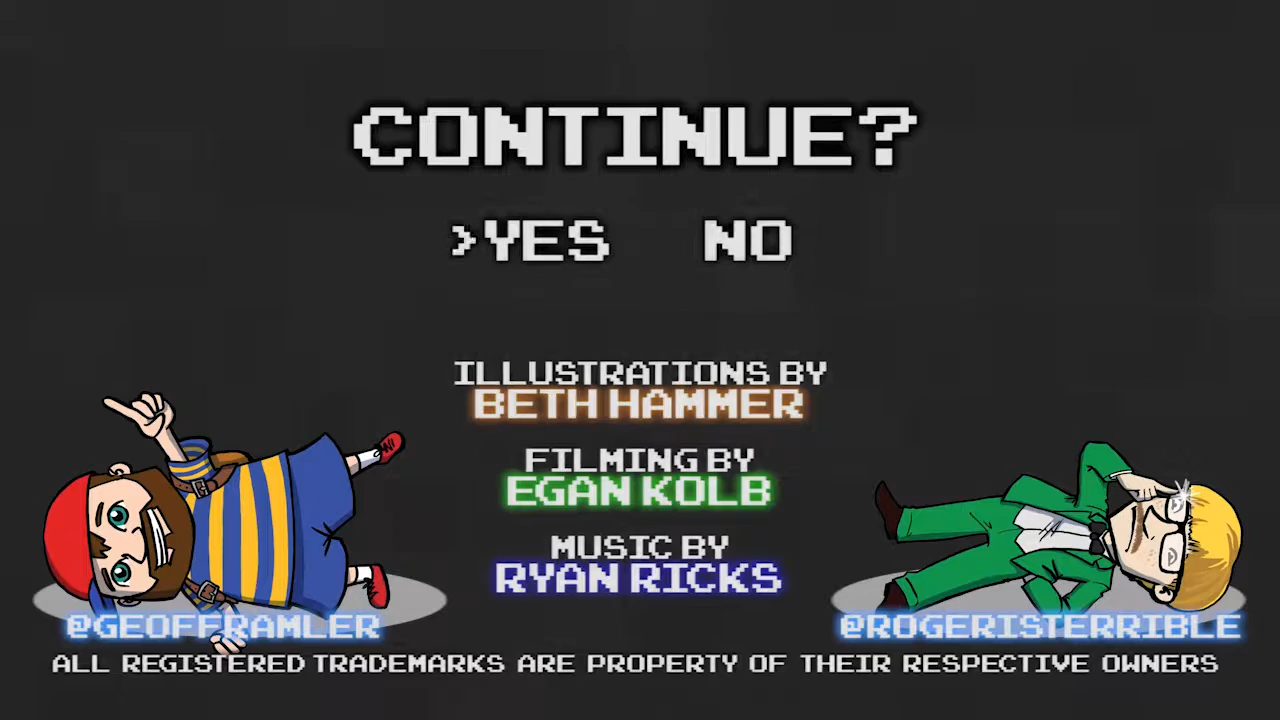 CONTINUE?
>YES NO
ILLUSTRATIONS BY
BETH HAMMER
FILMING BY
EGAN KOLB
MUSIC BY
RYAN RICKS
@GEOFFRAMLER
@ROGERISTERRIBLE
ALL REGISTERED TRADEMARKS ARE PROPERTY OF THEIR RESPECTIVE OWNERS